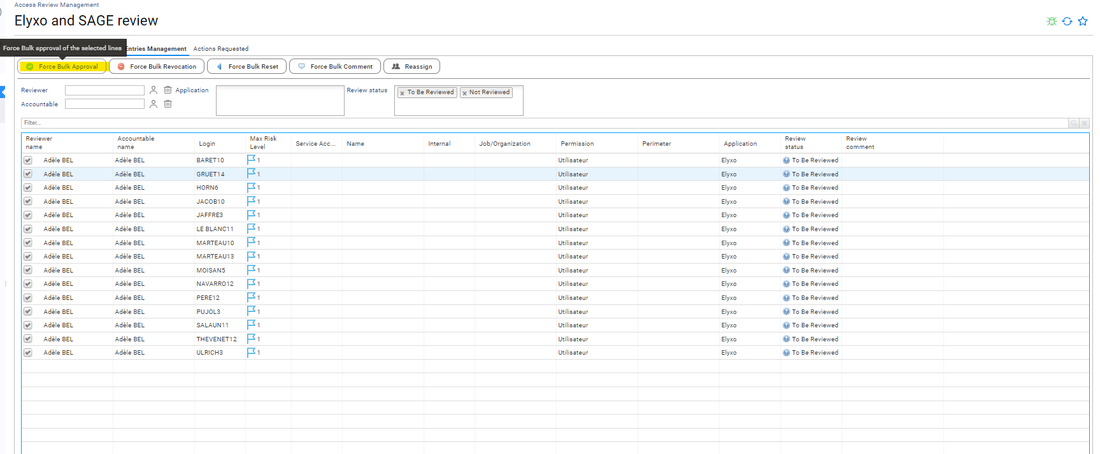 Access Review Management
Elyxo and SAGE review
Force Bulk approval of the selected lines
Entries Management Actions Requested
Force Bulk Approval Force Bulk Revocation Force Bulk Reset Force Bulk Comment Reassign
Reviewer Application Review status To Be Reviewed Not Reviewed
Accountable
Filter...
Reviewer name Accountable name Login Max Risk Level Service Acc... Name Internal Job/Organization Permission Perimeter Application Review status Review comment
Adèle BEL Adèle BEL BARET10 1 Utilisateur Elyxo To Be Reviewed
Adèle BEL Adèle BEL GRUET14 1 Utilisateur Elyxo To Be Reviewed
Adèle BEL Adèle BEL HORN6 1 Utilisateur Elyxo To Be Reviewed
Adèle BEL Adèle BEL JACOB10 1 Utilisateur Elyxo To Be Reviewed
Adèle BEL Adèle BEL JAFFRE3 1 Utilisateur Elyxo To Be Reviewed
Adèle BEL Adèle BEL LE BLANC11 1 Utilisateur Elyxo To Be Reviewed
Adèle BEL Adèle BEL MARTEAU10 1 Utilisateur Elyxo To Be Reviewed
Adèle BEL Adèle BEL MARTEAU13 1 Utilisateur Elyxo To Be Reviewed
Adèle BEL Adèle BEL MOISAN5 1 Utilisateur Elyxo To Be Reviewed
Adèle BEL Adèle BEL NAVARRO12 1 Utilisateur Elyxo To Be Reviewed
Adèle BEL Adèle BEL PERE12 1 Utilisateur Elyxo To Be Reviewed
Adèle BEL Adèle BEL PUJOL3 1 Utilisateur Elyxo To Be Reviewed
Adèle BEL Adèle BEL SALAUN11 1 Utilisateur Elyxo To Be Reviewed
Adèle BEL Adèle BEL THEVENET12 1 Utilisateur Elyxo To Be Reviewed
Adèle BEL Adèle BEL ULRICH3 1 Utilisateur Elyxo To Be Reviewed